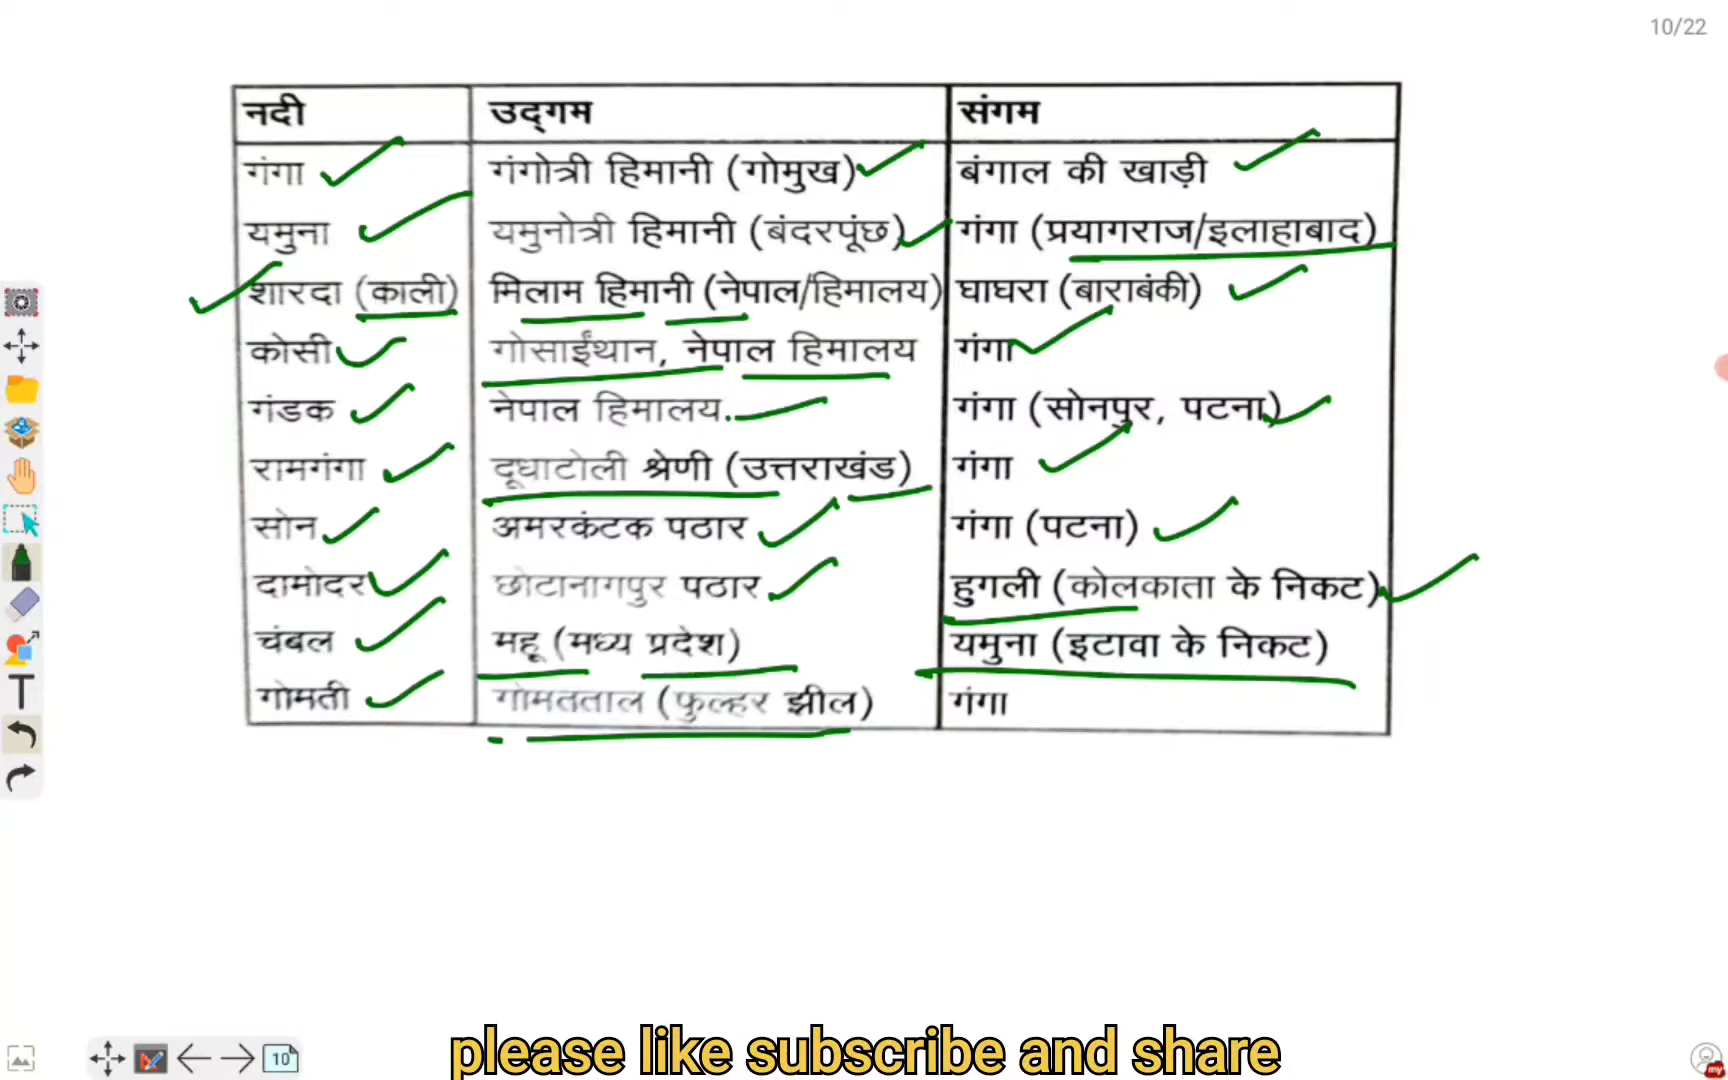 10/22
नदी उद्गम संगम
गंगा गंगोत्री हिमानी (गोमुख) बंगाल की खाड़ी
यमुना यमुनोत्री हिमानी (बंदरपूंछ) गंगा (प्रयागराज/इलाहाबाद)
शारदा (काली) मिलाम हिमानी (नेपाल/हिमालय) घाघरा (बाराबंकी)
कोसी गोसाईंथान, नेपाल हिमालय गंगा
गंडक नेपाल हिमालय. गंगा (सोनपुर, पटना)
रामगंगा दूधाटोली श्रेणी (उत्तराखंड) गंगा
सोन अमरकंटक पठार गंगा (पटना)
दामोदर छोटानागपुर पठार हुगली (कोलकाता के निकट)
चंबल महू (मध्य प्रदेश) यमुना (इटावा के निकट)
गोमती गोमतताल (फुल्हर झील) गंगा
T
10
please like subscribe and share
my